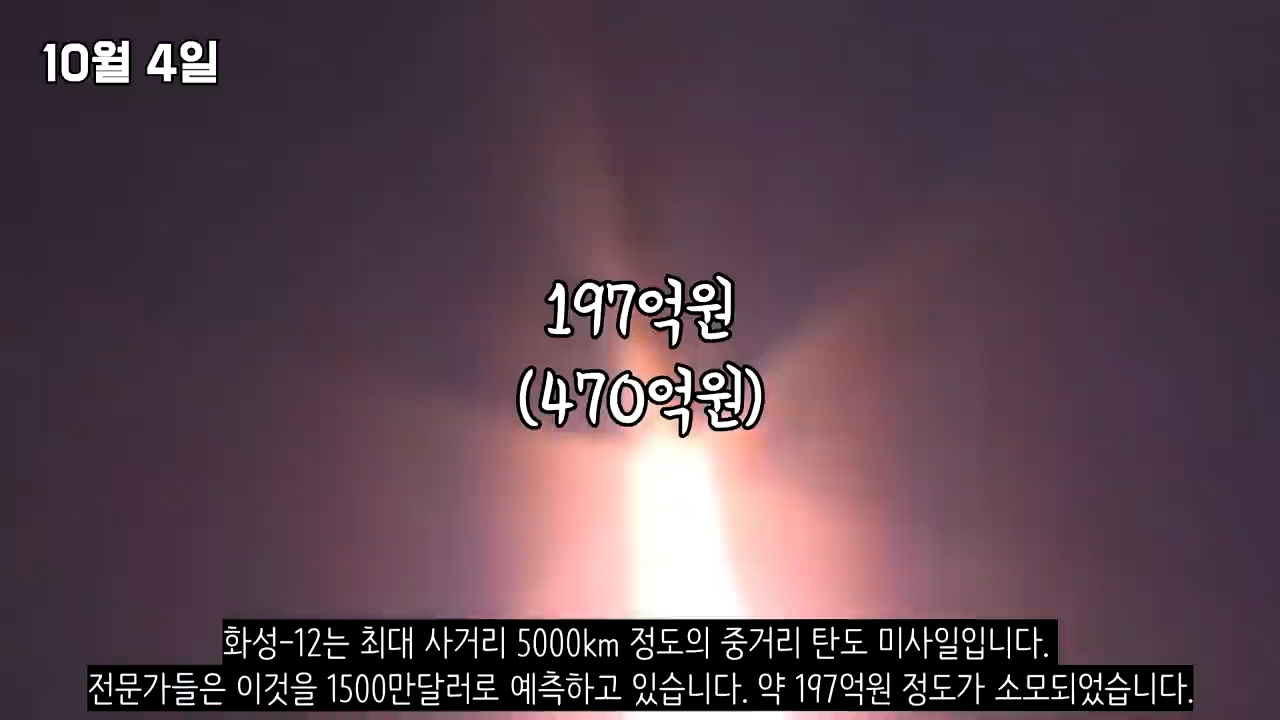 10월 4일
197억원
(470억원)
화성-12는 최대 사거리 5000km 정도의 중거리 탄도 미사일입니다.
전문가들은 이것을 1500만달러로 예측하고 있습니다. 약 197억원 정도가 소모되었습니다.